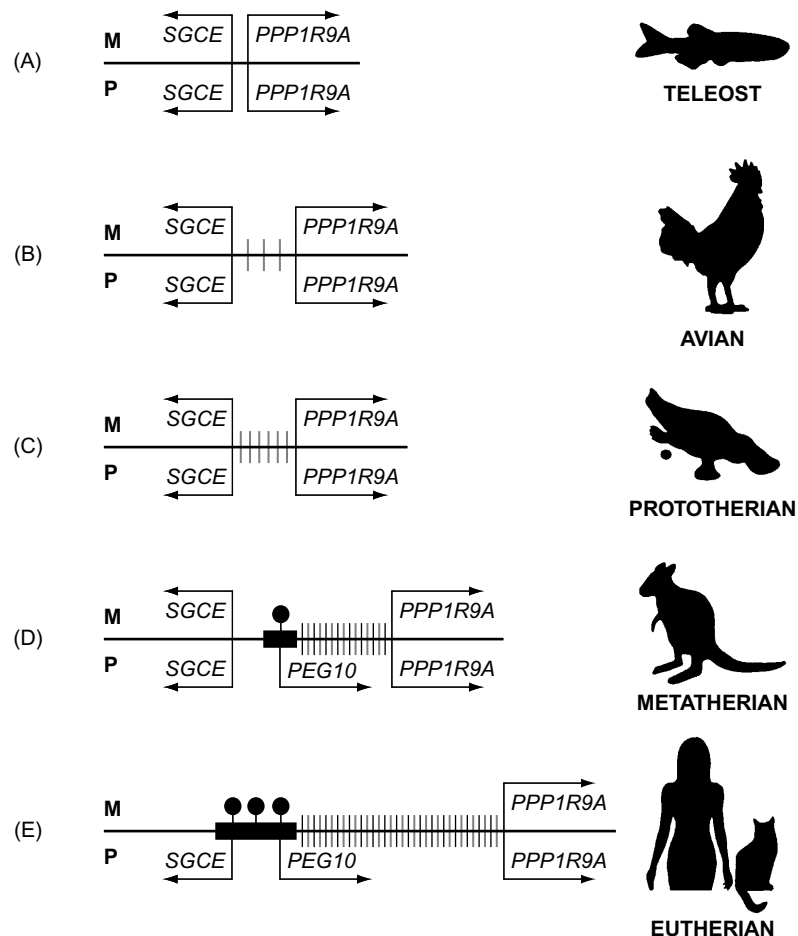 (A)
M
SGCE PPP1R9A
P
SGCE PPP1R9A
TELEOST
(B)
M
SGCE PPP1R9A
P
SGCE PPP1R9A
AVIAN
(C)
M
SGCE PPP1R9A
P
SGCE PPP1R9A
PROTOTHERIAN
(D)
M
SGCE PPP1R9A
P
SGCE PEG10 PPP1R9A
METATHERIAN
(E)
M
PPP1R9A
P
SGCE PEG10 PPP1R9A
EUTHERIAN